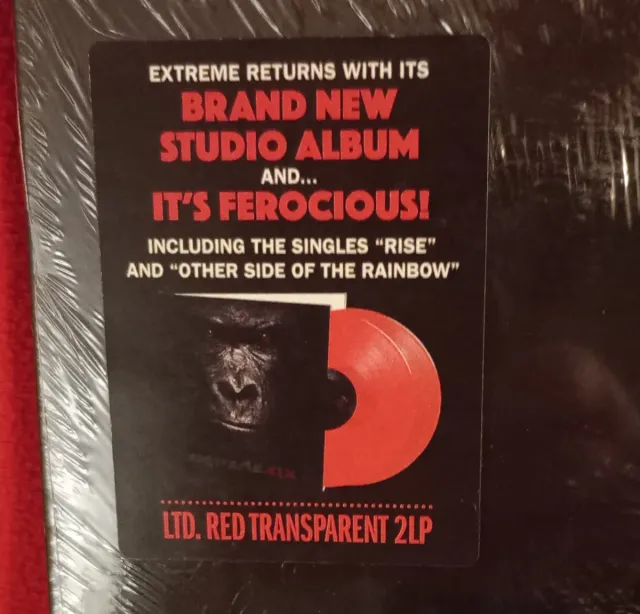 EXTREME RETURNS WITH ITS
BRAND NEW
STUDIO ALBUM
AND...
IT'S FEROCIOUS!
INCLUDING THE SINGLES “RISE”
AND “OTHER SIDE OF THE RAINBOW”
LTD. RED TRANSPARENT 2LP